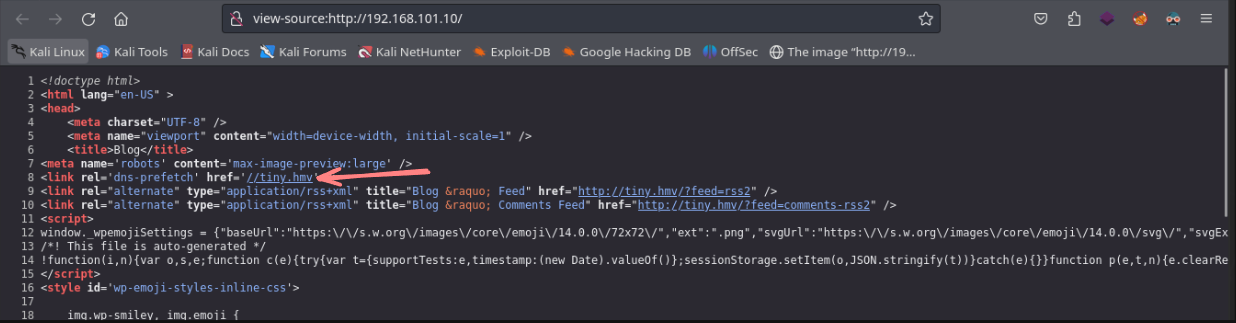 view-source:http://192.168.101.10/
Kali Linux Kali Tools Kali Docs Kali Forums Kali NetHunter Exploit-DB Google Hacking DB OffSec The image “http://19…
1 <!doctype html>
2 <html lang="en-US" >
3 <head>
4 <meta charset="UTF-8" />
5 <meta name="viewport" content="width=device-width, initial-scale=1" />
6 <title>Blog</title>
7 <meta name='robots' content='max-image-preview:large' />
8 <link rel='dns-prefetch' href='//tiny.hmv'
9 <link rel="alternate" type="application/rss+xml" title="Blog &raquo; Feed" href="http://tiny.hmv/?feed=rss2" />
10 <link rel="alternate" type="application/rss+xml" title="Blog &raquo; Comments Feed" href="http://tiny.hmv/?feed=comments-rss2" />
11 <script>
12 window._wpemojiSettings = {"baseUrl":"https:\/\/s.w.org\/images\/core\/emoji\/14.0.0\/72x72\/","ext":".png","svgUrl":"https:\/\/s.w.org\/images\/core\/emoji\/14.0.0\/svg\/","svgEx
13 /*! This file is auto-generated */
14 !function(i,n){var o,s,e;function c(e){try{var t={supportTests:e,timestamp:(new Date).valueOf()};sessionStorage.setItem(o,JSON.stringify(t))}catch(e){}}function p(e,t,n){e.clearRe
15 </script>
16 <style id='wp-emoji-styles-inline-css'>
17
18 img.wp-smiley, img.emoji {